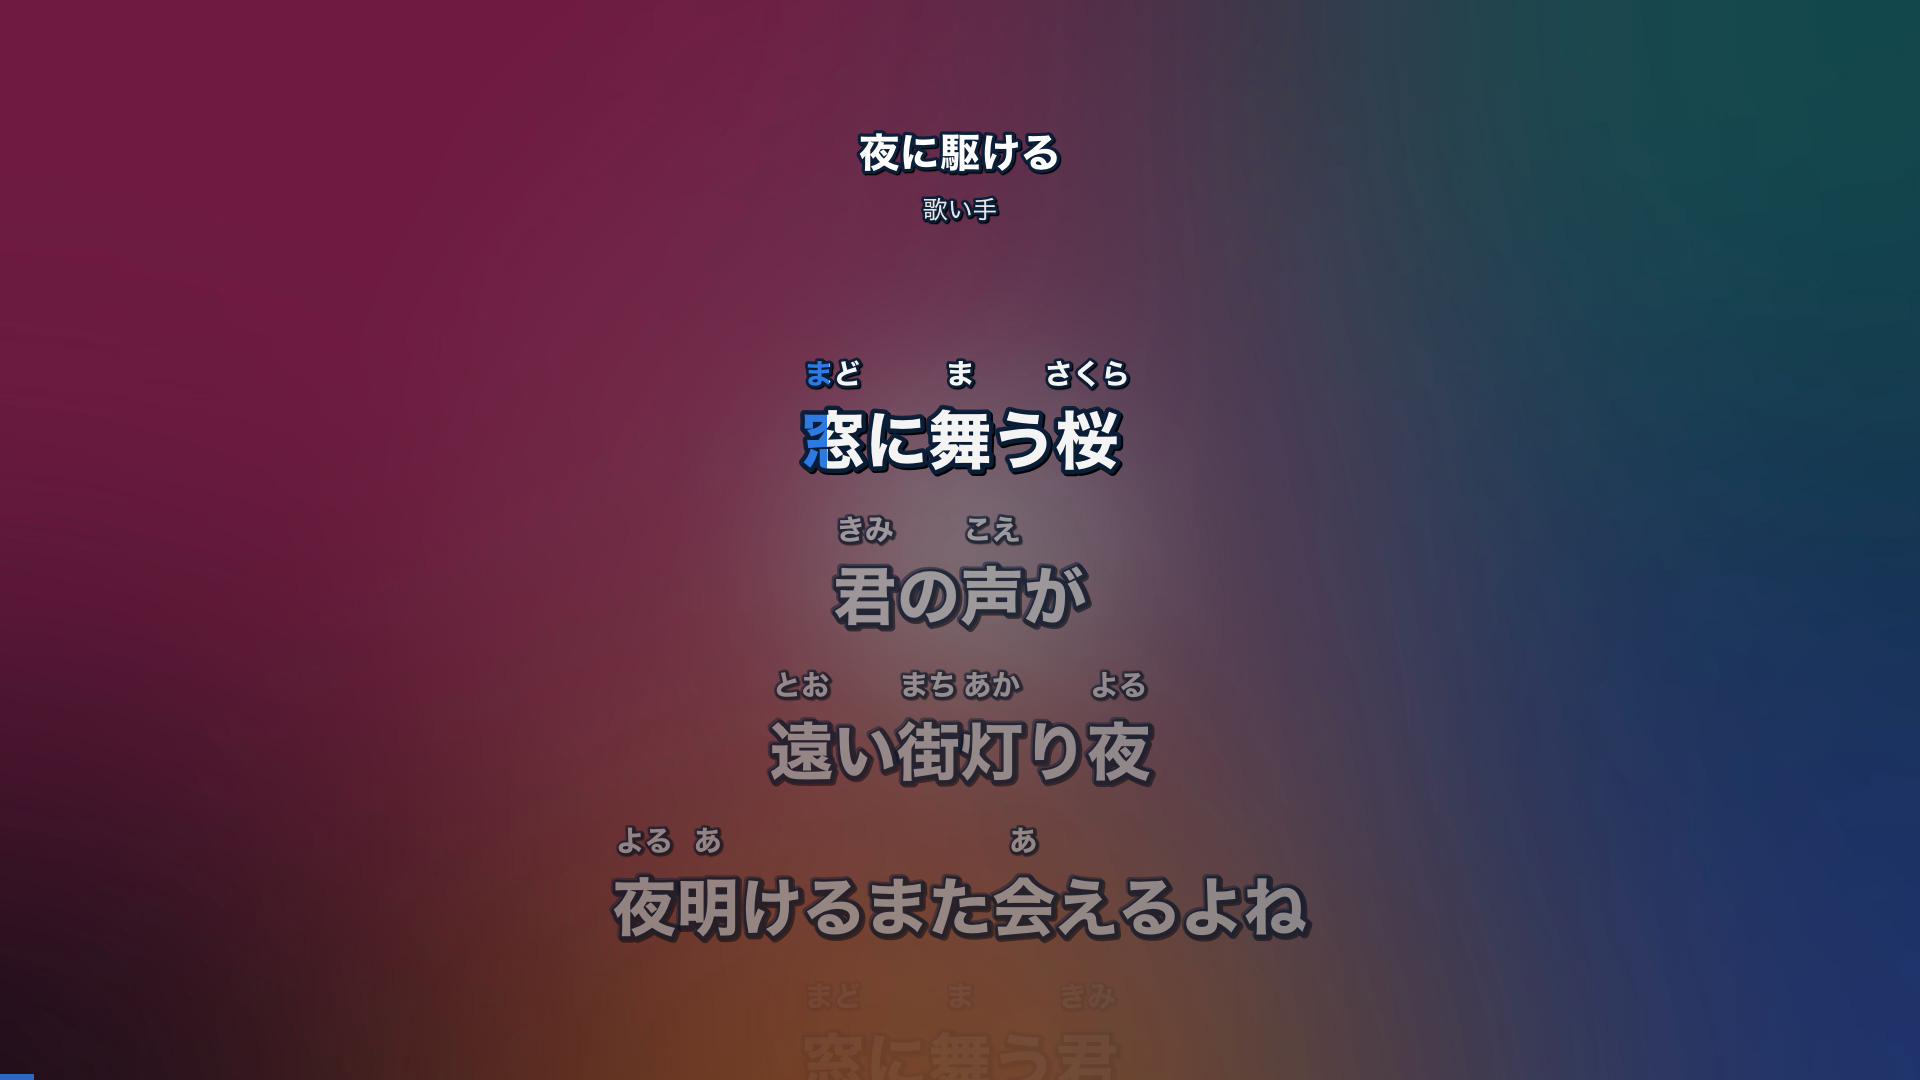 夜に駆ける
歌い手
まど ま さくら
窓に舞う桜
きみ こえ
君の声が
とお まち あか よる
遠い街灯り夜
よる あ あ
夜明けるまた会えるよね
まど ま きみ
窓に舞う君